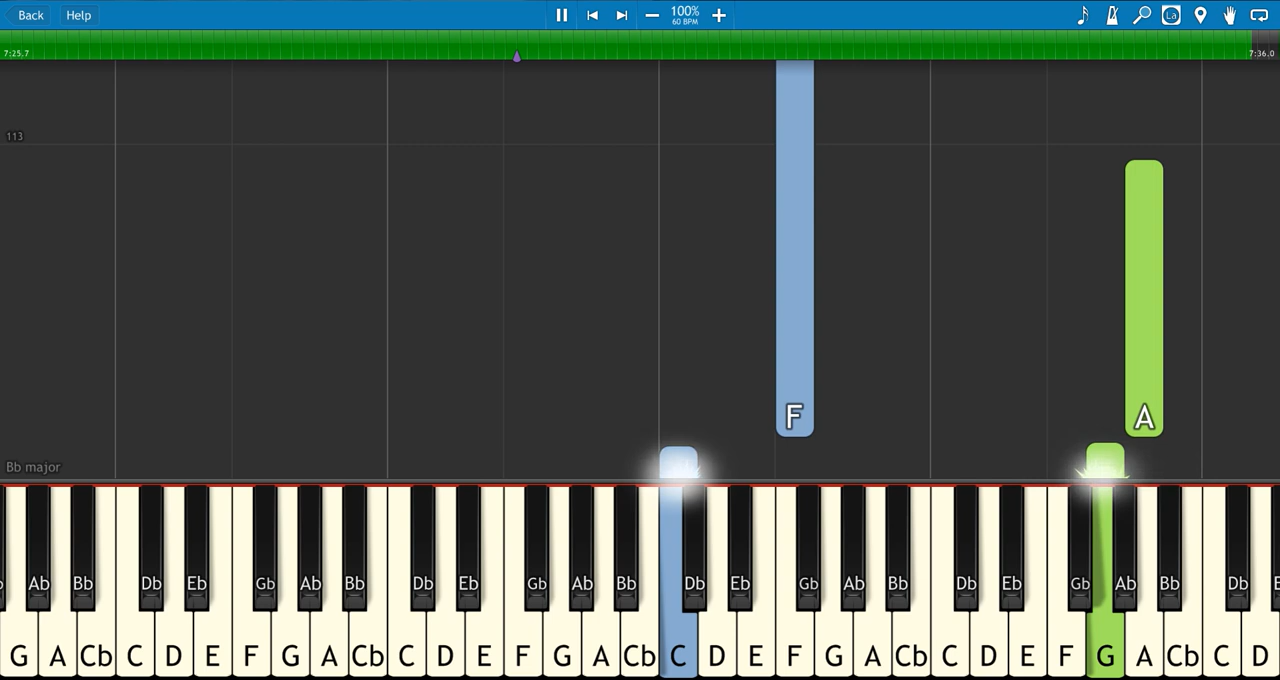 Back Help 100% La
60 BPM
7:25.7 7:36.0
113
F A
Bb major
Ab Bb Db Eb Gb Ab Bb Db Eb Gb Ab Bb Db Eb Gb Ab Bb Db Eb Gb Ab Bb Db
G A Cb C D E F G A Cb C D E F G A Cb C D E F G A Cb C D E F G A Cb C D